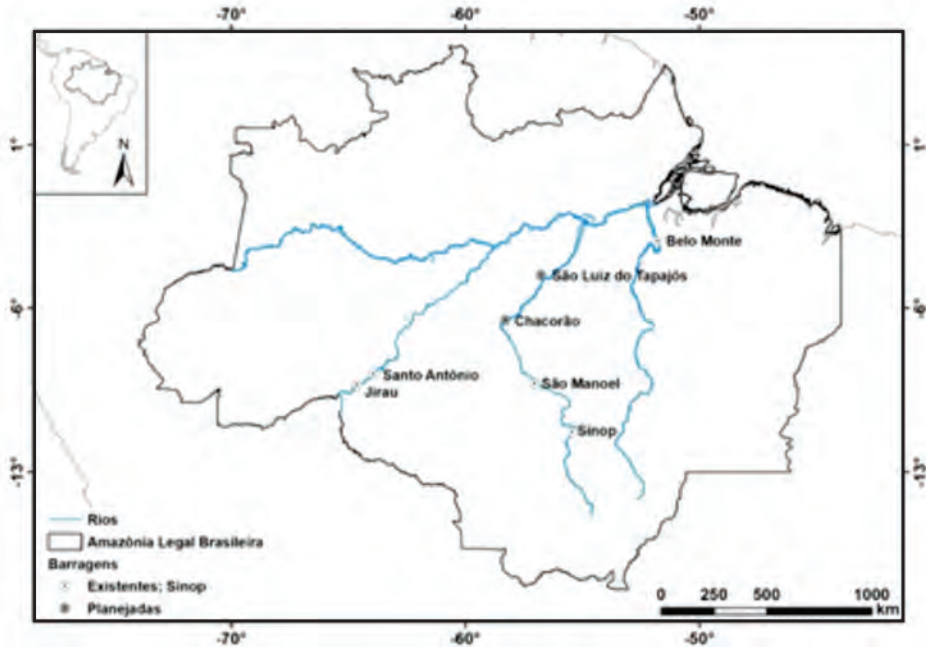 -70°
-60°
-50°
N
1°
1°
Belo Monte
São Luiz do Tapajós
-6°
-6°
Chacorão
Santo Antônio
São Manoel
Jirau
Sinop
-13°
-13°
Rios
Amazônia Legal Brasileira
Barragens
Existentes; Sinop
Planejadas
0 250 500 1000
km
-70°
-60°
-50°